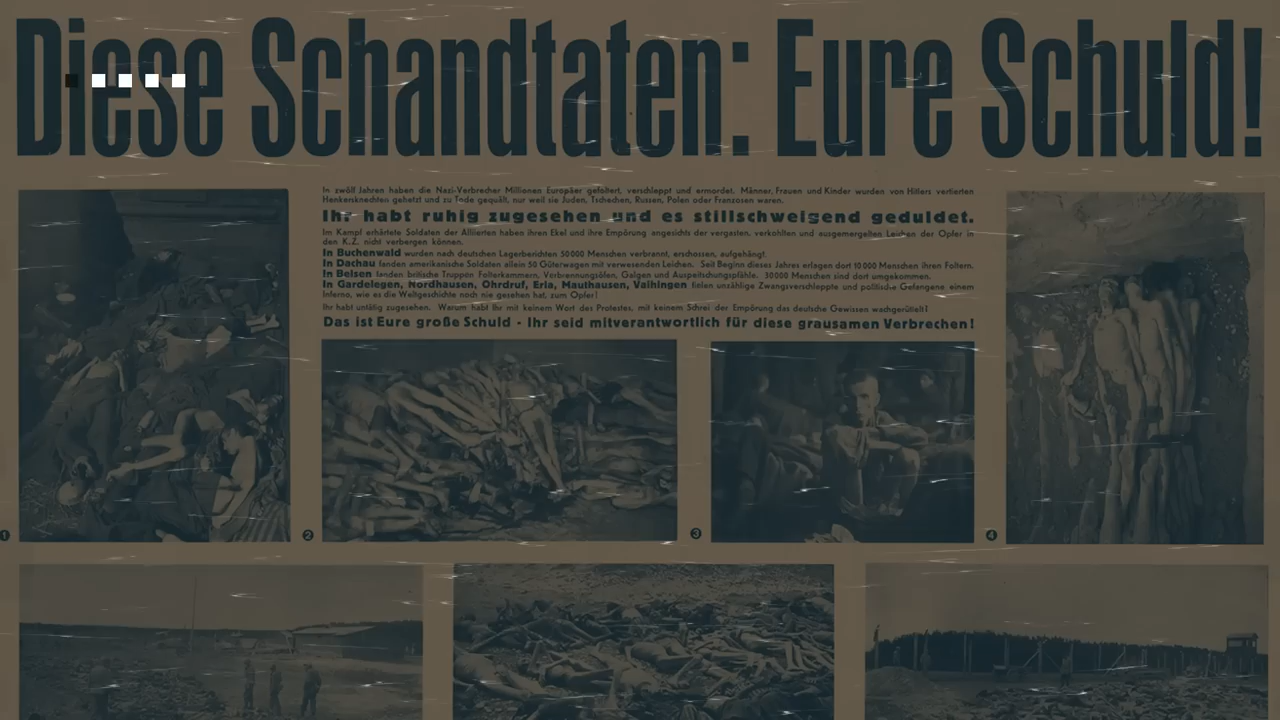 Diese Schandtaten: Eure Schuld!
In zwölf Jahren haben die Nazi-Verbrecher Millionen Europäer gefoltert, verschleppt und ermordet. Männer, Frauen und Kinder wurden von Hitlers vertierten
Henkersknechten gehetzt und zu Tode gequält, nur weil sie Juden, Tschechen, Russen, Polen oder Franzosen waren.
Ihr habt ruhig zugesehen und es stillschweigend geduldet.
Im Kampf erhärtete Soldaten der Alliierten haben ihren Ekel und ihre Empörung angesichts der vergasten, verkohlten und ausgemergelten Leichen der Opfer in
den K.Z. nicht verbergen können.
In Buchenwald wurden nach deutschen Lagerberichten 50000 Menschen verbrannt, erschossen, aufgehängt.
In Dachau fanden amerikanische Soldaten allein 50 Güterwagen mit verwesenden Leichen. Seit Beginn dieses Jahres erlagen dort 10000 Menschen ihren Foltern.
In Belsen fanden britische Truppen Folterkammern, Verbrennungsöfen, Galgen und Auspeitschungspfähle. 30000 Menschen sind dort umgekommen.
In Gardelegen, Nordhausen, Ohrdruf, Erla, Mauthausen, Vaihingen fielen unzählige Zwangsverschleppte und politische Gefangene einem
Inferno, wie es die Weltgeschichte noch nie gesehen hat, zum Opfer!
Ihr habt untätig zugesehen. Warum habt Ihr mit keinem Wort des Protestes, mit keinem Schrei der Empörung das deutsche Gewissen wachgerüttelt?
Das ist Eure große Schuld - Ihr seid mitverantwortlich für diese grausamen Verbrechen!
1
2
3
4